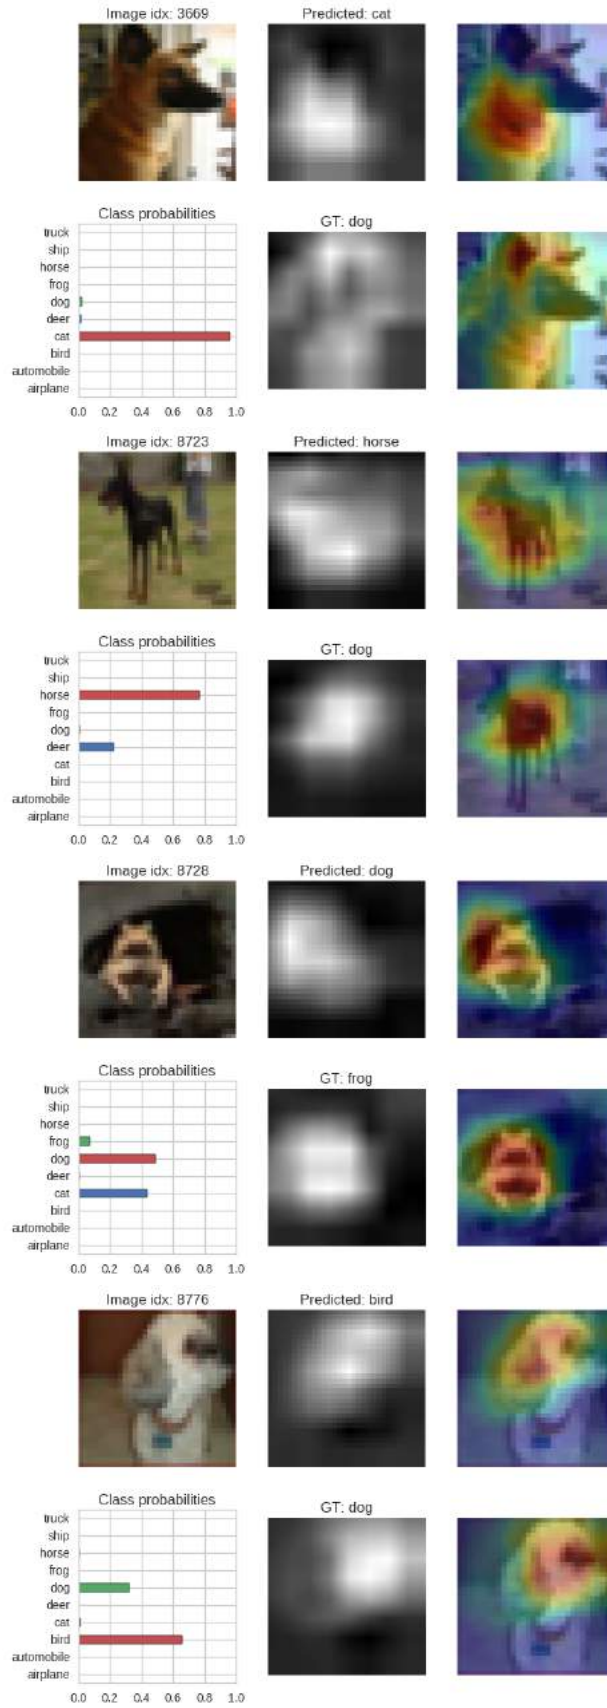 Image idx: 3669
Predicted: cat
Class probabilities
GT: dog
truck
ship
horse
frog
dog
deer
cat
bird
automobile
airplane
0.0 0.2 0.4 0.6 0.8 1.0
Image idx: 8723
Predicted: horse
Class probabilities
GT: dog
truck
ship
horse
frog
dog
deer
cat
bird
automobile
airplane
0.0 0.2 0.4 0.6 0.8 1.0
Image idx: 8728
Predicted: dog
Class probabilities
GT: frog
truck
ship
horse
frog
dog
deer
cat
bird
automobile
airplane
0.0 0.2 0.4 0.6 0.8 1.0
Image idx: 8776
Predicted: bird
Class probabilities
GT: dog
truck
ship
horse
frog
dog
deer
cat
bird
automobile
airplane
0.0 0.2 0.4 0.6 0.8 1.0